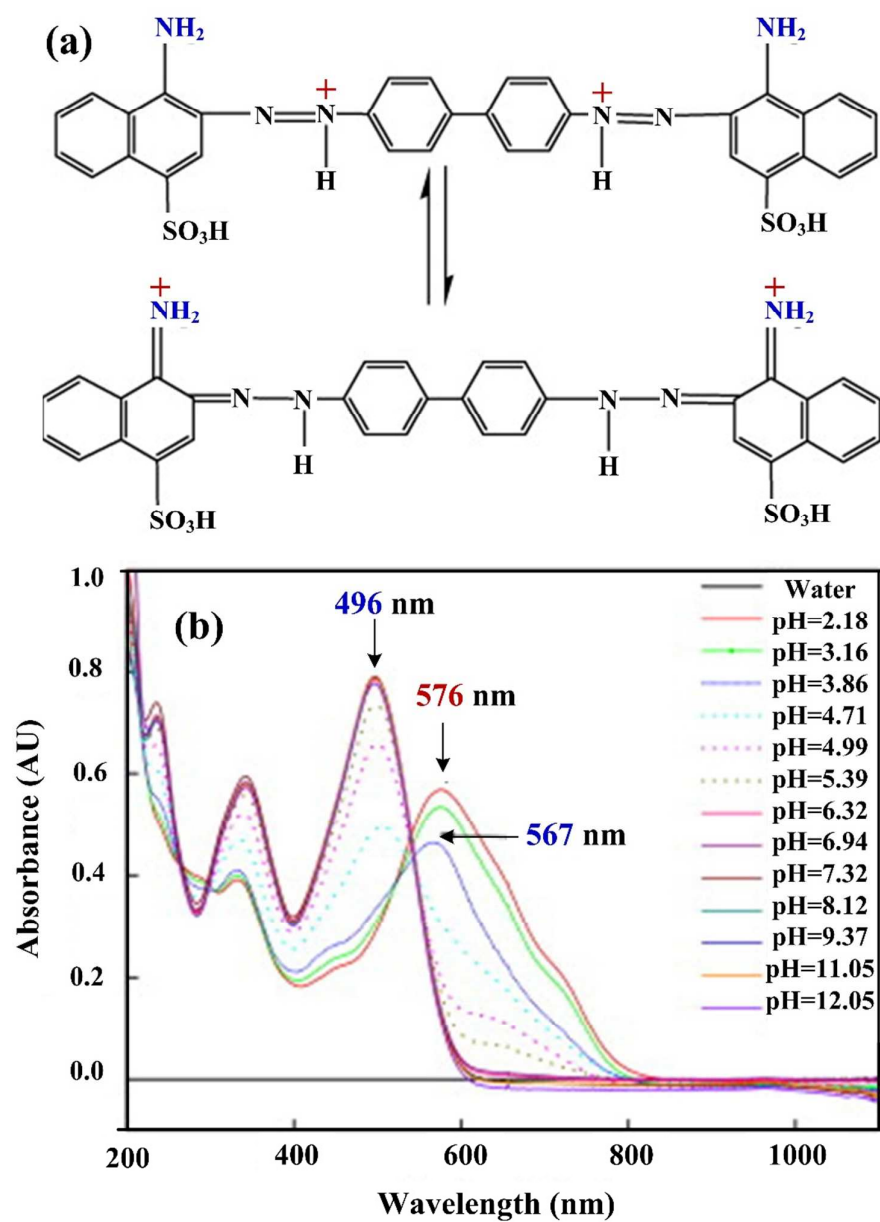 (a)
NH₂ NH₂
+ +
N N N N
H H
SO₃H SO₃H
+ +
NH₂ NH₂
N N N N
H H
SO₃H SO₃H
(b)
1.0
0.8
0.6
0.4
0.2
0.0
Absorbance (AU)
496 nm
576 nm
567 nm
Water
pH=2.18
pH=3.16
pH=3.86
pH=4.71
pH=4.99
pH=5.39
pH=6.32
pH=6.94
pH=7.32
pH=8.12
pH=9.37
pH=11.05
pH=12.05
200 400 600 800 1000
Wavelength (nm)